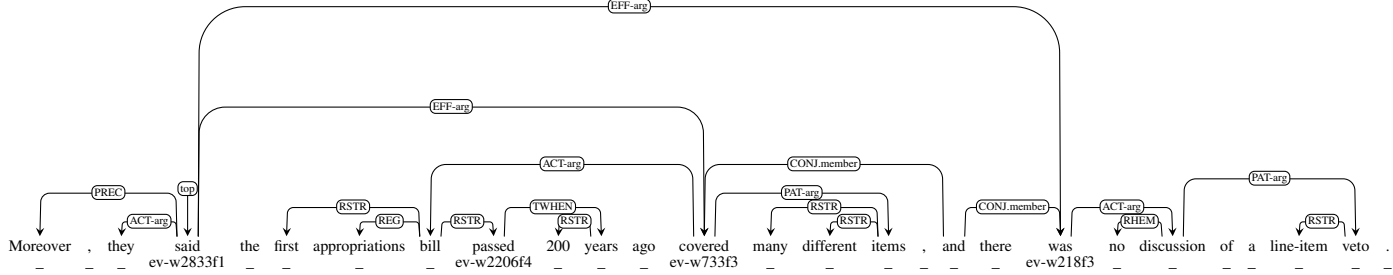 EFF-arg
EFF-arg
ACT-arg CONJ.member
PREC top PAT-arg PAT-arg
RSTR TWHEN RSTR CONJ.member ACT-arg
ACT-arg REG RSTR RSTR RSTR RHEM RSTR
Moreover , they said the first appropriations bill passed 200 years ago covered many different items , and there was no discussion of a line-item veto .
_ _ _ ev-w2833f1 _ _ _ _ ev-w2206f4 _ _ _ ev-w733f3 _ _ _ _ _ _ ev-w218f3 _ _ _ _ _ _ _